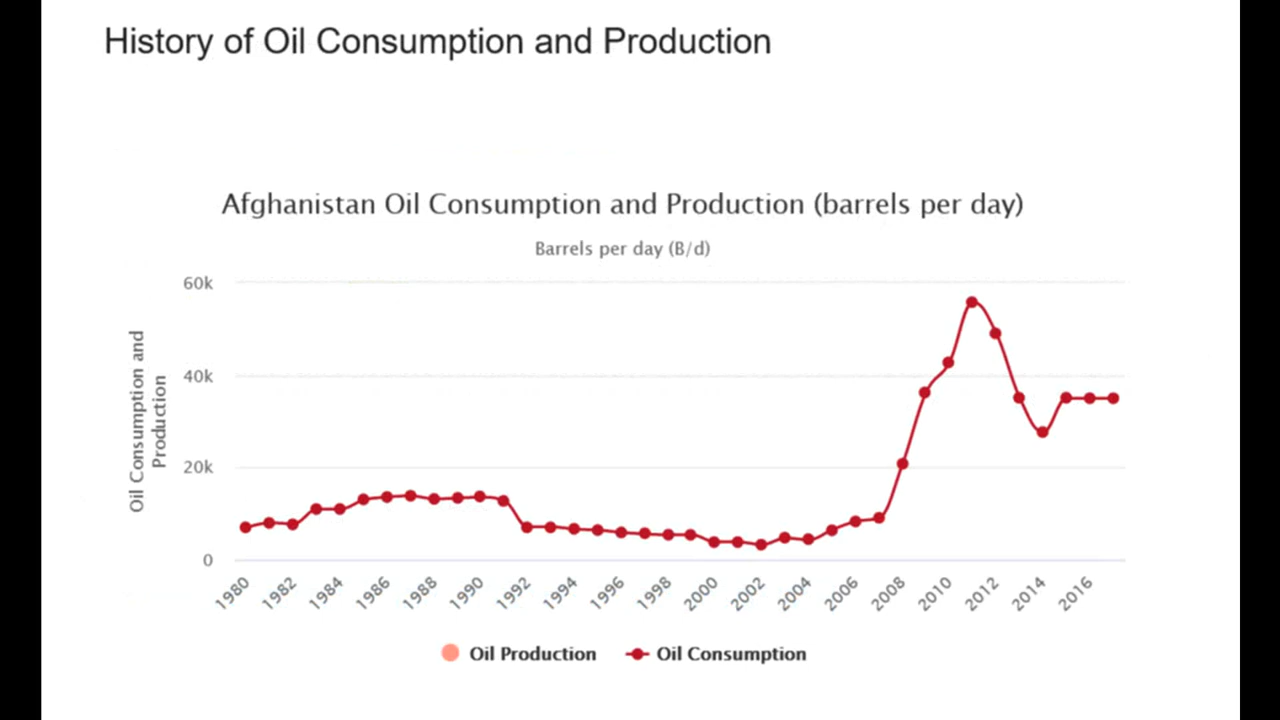 History of Oil Consumption and Production
Afghanistan Oil Consumption and Production (barrels per day)
Barrels per day (B/d)
Oil Consumption and
Production
60k
40k
20k
0
1980 1982 1984 1986 1988 1990 1992 1994 1996 1998 2000 2002 2004 2006 2008 2010 2012 2014 2016
Oil Production Oil Consumption